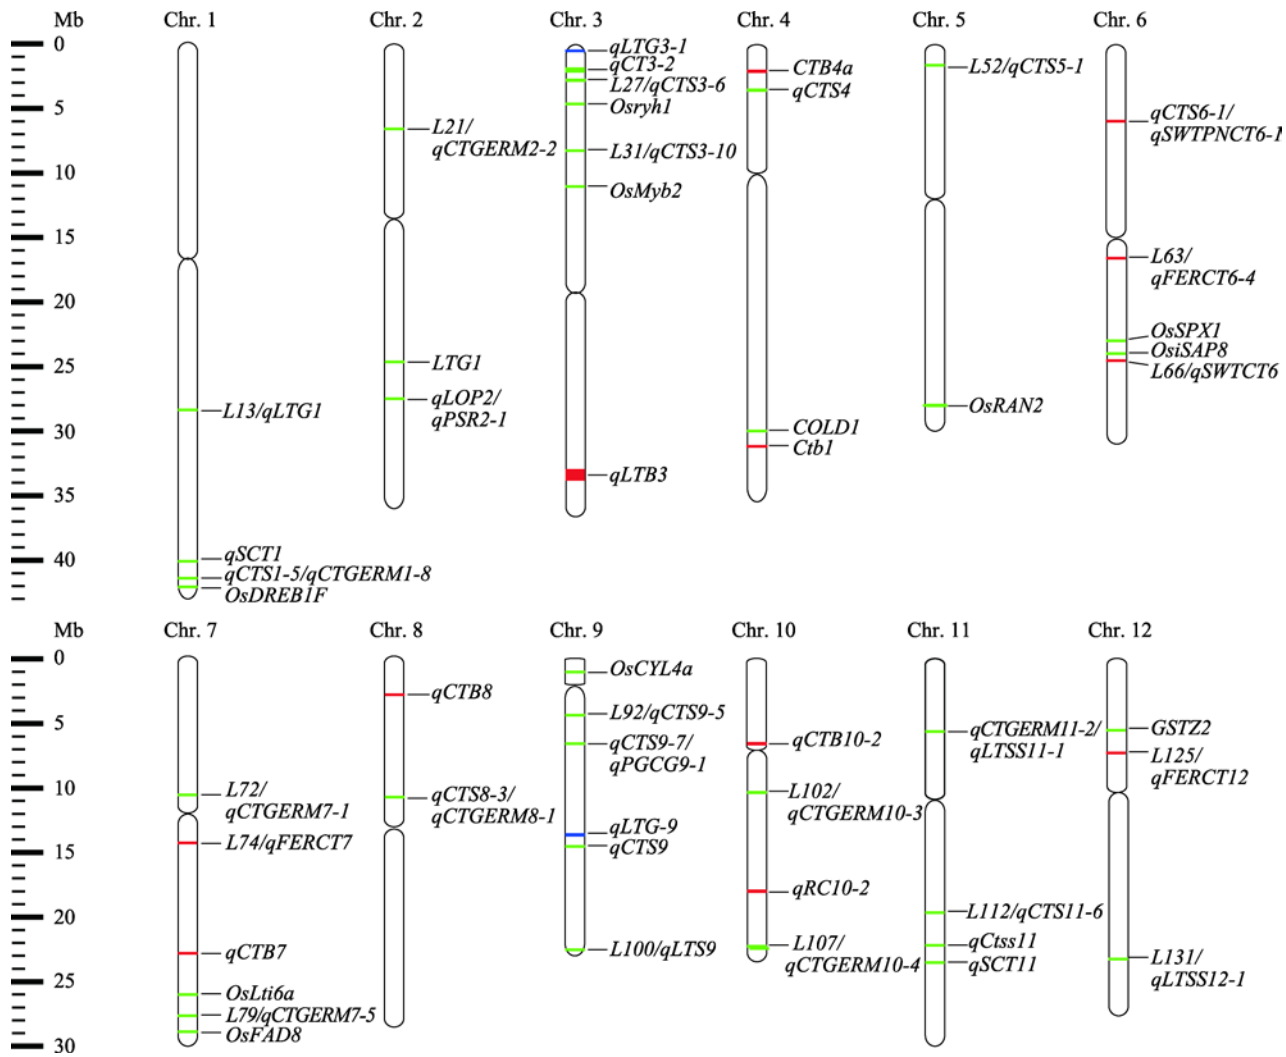 Mb Chr. 1 Chr. 2 Chr. 3 Chr. 4 Chr. 5 Chr. 6
0
5
10
15
20
25
30
35
40
L13/qLTG1
qSCT1
qCTS1-5/qCTGERM1-8
OsDREB1F
L21/
qCTGERM2-2
LTG1
qLOP2/
qPSR2-1
qLTG3-1
qCT3-2
L27/qCTS3-6
Osryh1
L31/qCTS3-10
OsMyb2
qLTB3
CTB4a
qCTS4
COLD1
Ctb1
L52/qCTS5-1
OsRAN2
qCTS6-1/
qSWTPNCT6-1
L63/
qFERCT6-4
OsSPX1
OsiSAP8
L66/qSWTCT6
Mb Chr. 7 Chr. 8 Chr. 9 Chr. 10 Chr. 11 Chr. 12
0
5
10
15
20
25
30
L72/
qCTGERM7-1
L74/qFERCT7
qCTB7
OsLti6a
L79/qCTGERM7-5
OsFAD8
qCTB8
qCTS8-3/
qCTGERM8-1
OsCYL4a
L92/qCTS9-5
qCTS9-7/
qPGCG9-1
qLTG-9
qCTS9
L100/qLTS9
qCTB10-2
L102/
qCTGERM10-3
qRC10-2
L107/
qCTGERM10-4
qCTGERM11-2/
qLTSS11-1
L112/qCTS11-6
qCtss11
qSCT11
GSTZ2
L125/
qFERCT12
L131/
qLTSS12-1